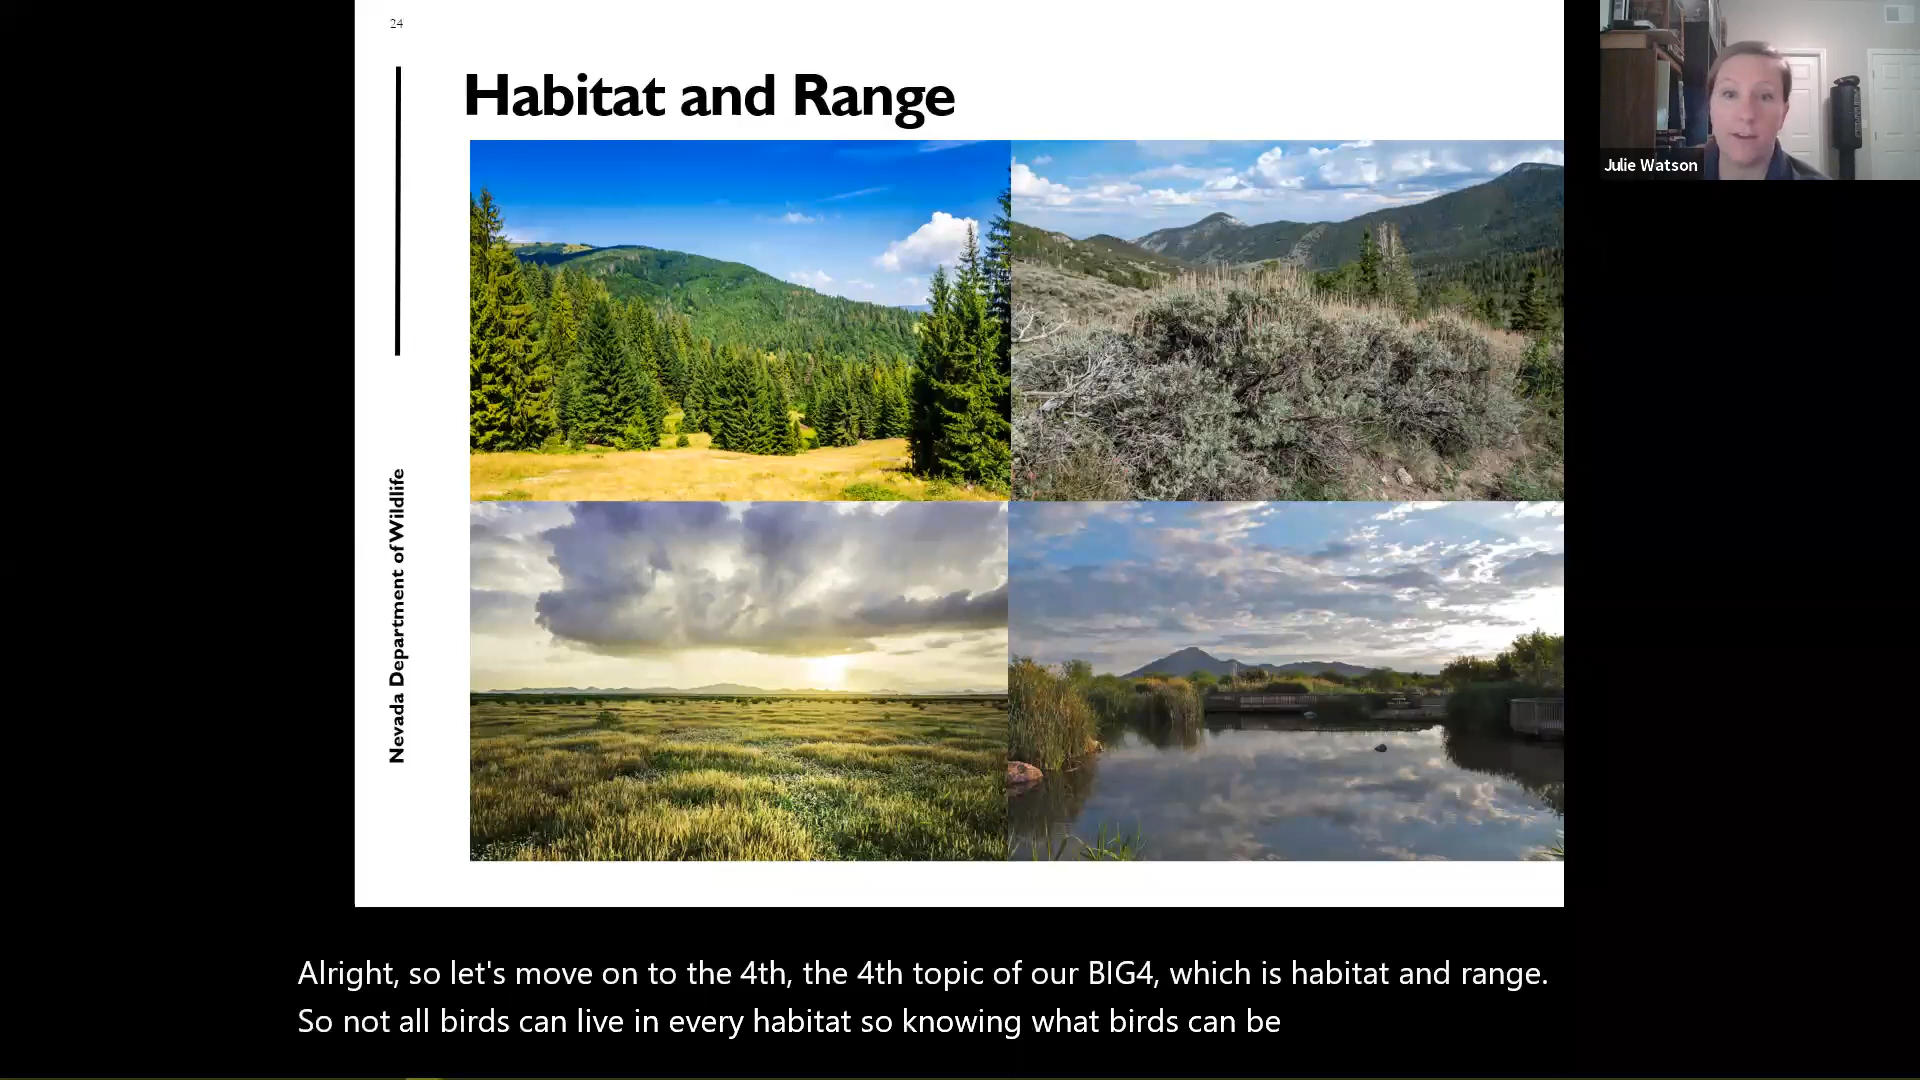 24
Habitat and Range
Nevada Department of Wildlife
Julie Watson
Alright, so let's move on to the 4th, the 4th topic of our BIG4, which is habitat and range.
So not all birds can live in every habitat so knowing what birds can be